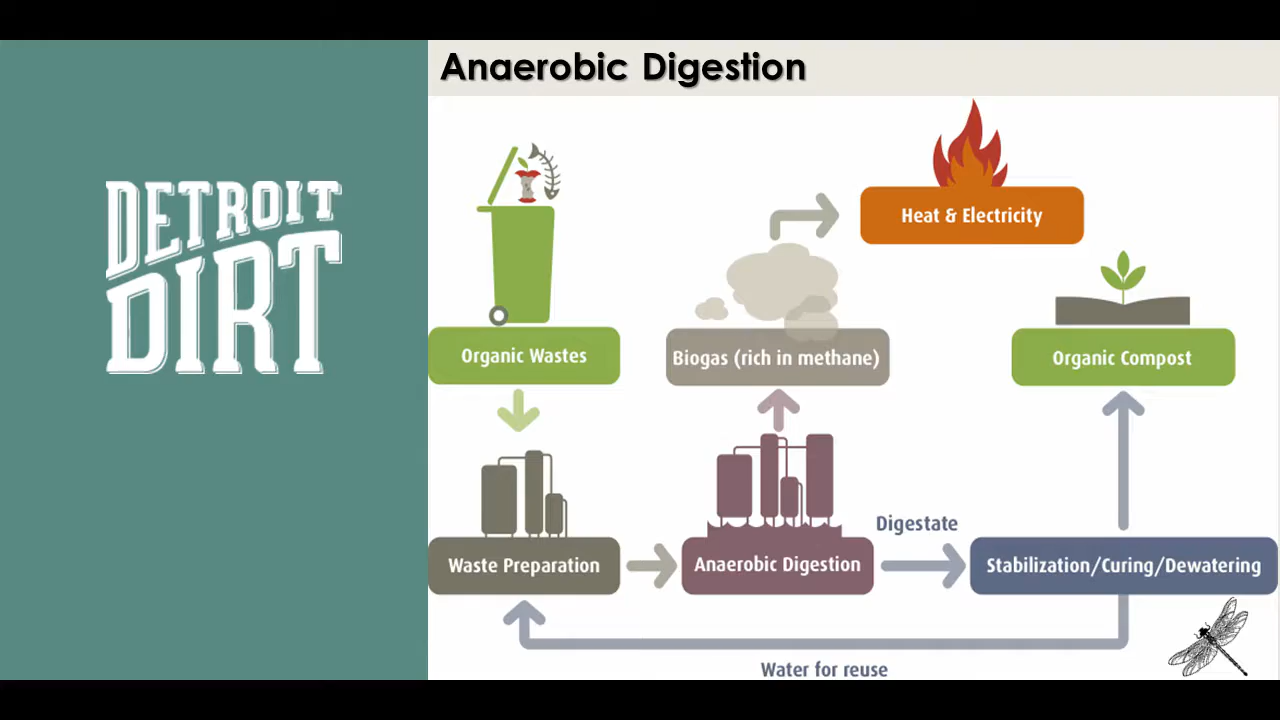 Anaerobic Digestion
DETROIT
DIRT
Heat & Electricity
Organic Wastes
Biogas (rich in methane)
Organic Compost
Digestate
Waste Preparation
Anaerobic Digestion
Stabilization/Curing/Dewatering
Water for reuse